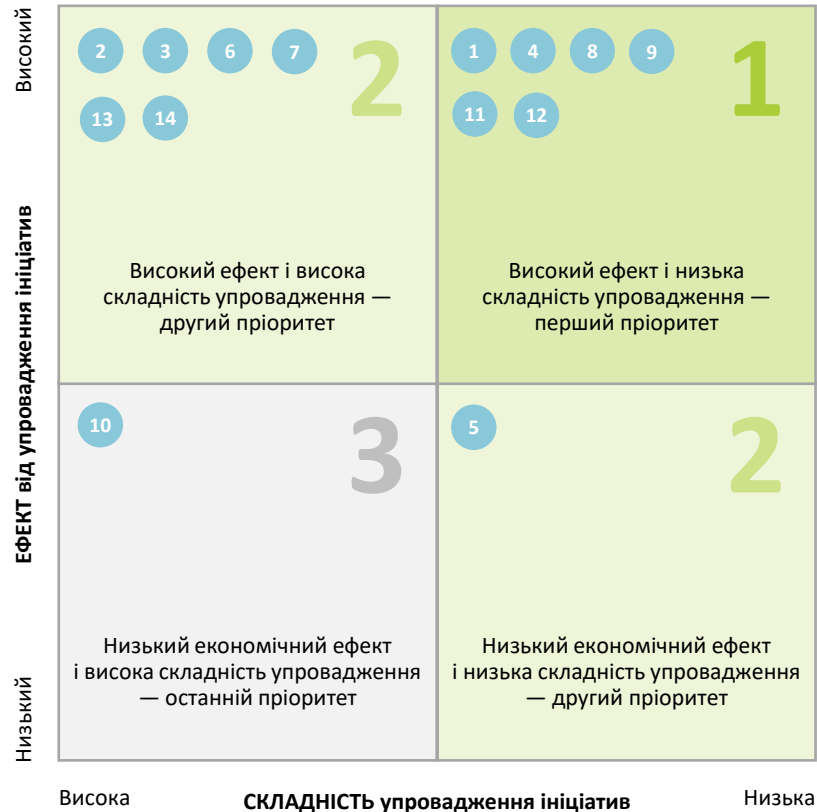 Високий
ЕФЕКТ від упровадження ініціатив
Низький
2 3 6 7
13 14
2
Високий ефект і висока
складність упровадження —
другий пріоритет
1 4 8 9
11 12
1
Високий ефект і низька
складність упровадження —
перший пріоритет
10
3
Низький економічний ефект
і висока складність упровадження
— останній пріоритет
5
2
Низький економічний ефект
і низька складність упровадження
— другий пріоритет
Висока
СКЛАДНІСТЬ упровадження ініціатив
Низька